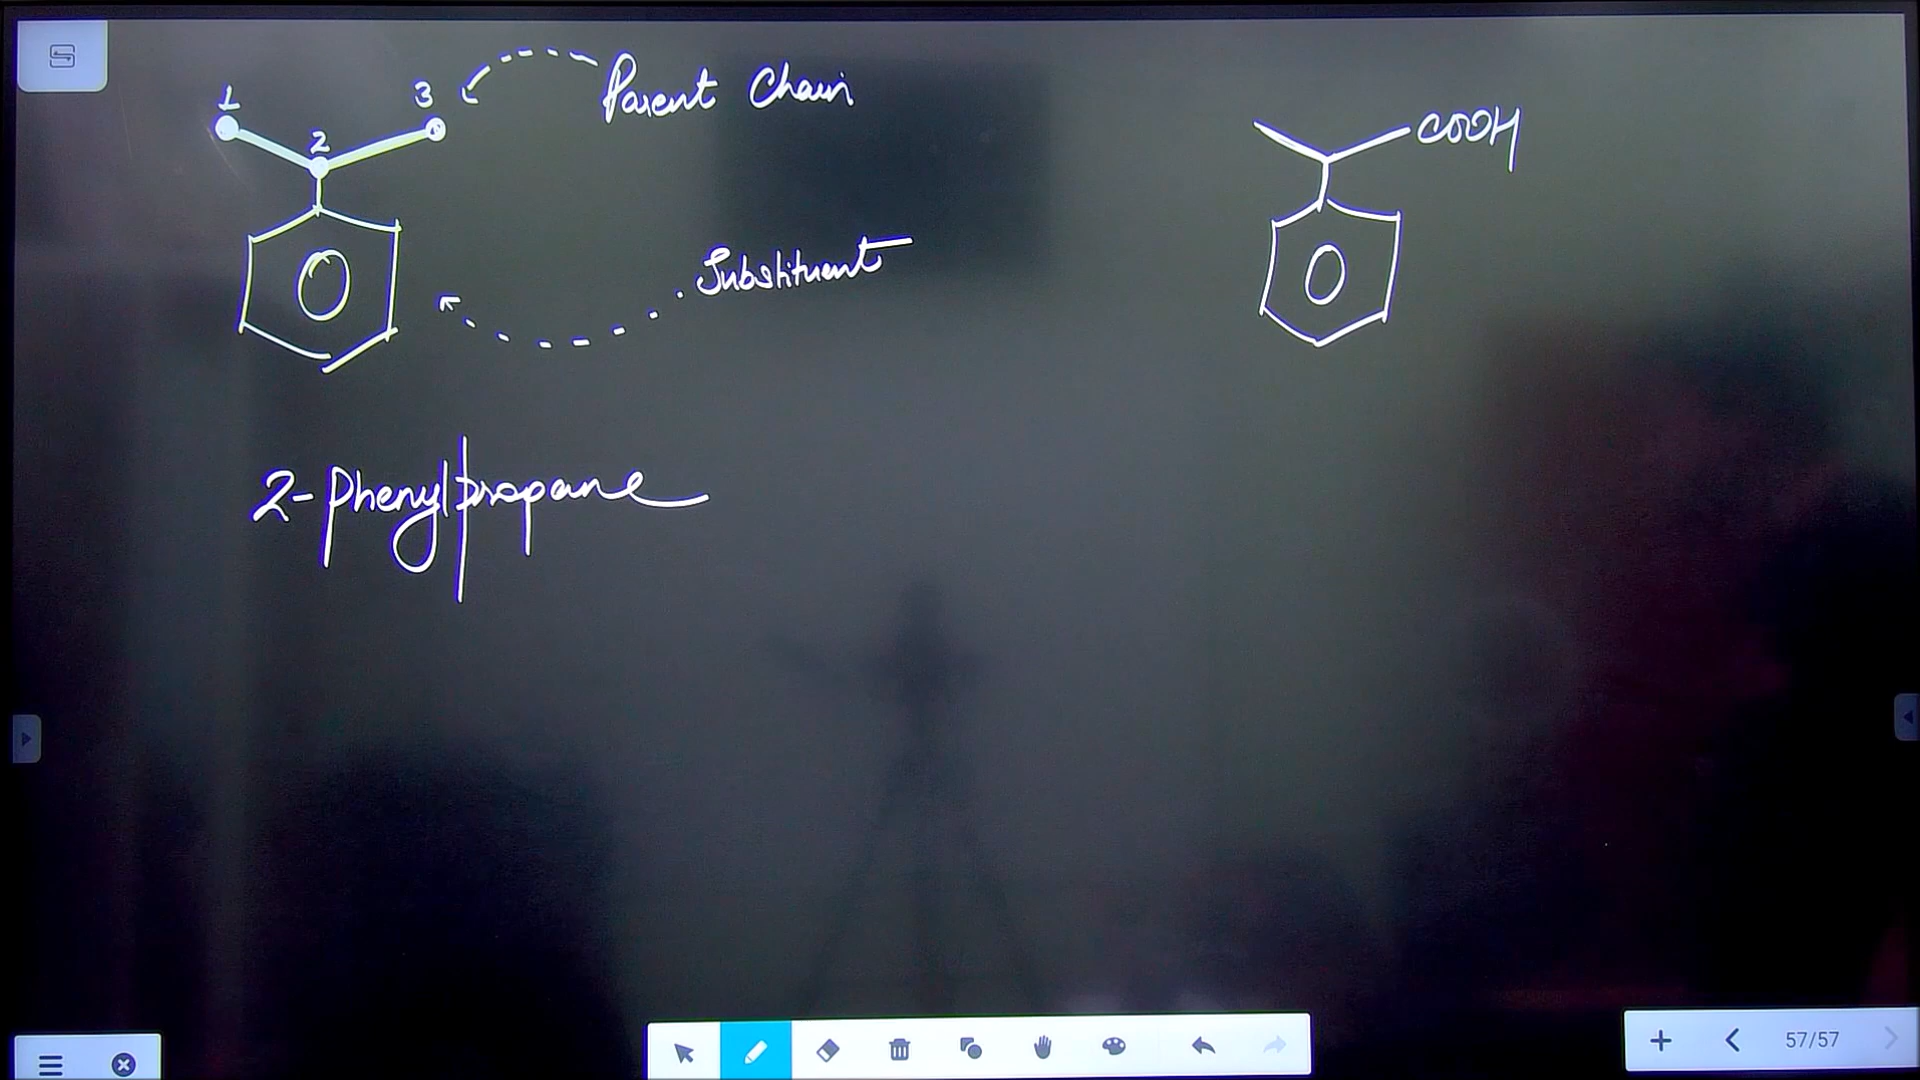 1
3
Parent Chain
2
COOH
Substituent
2-Phenylpropane
57/57